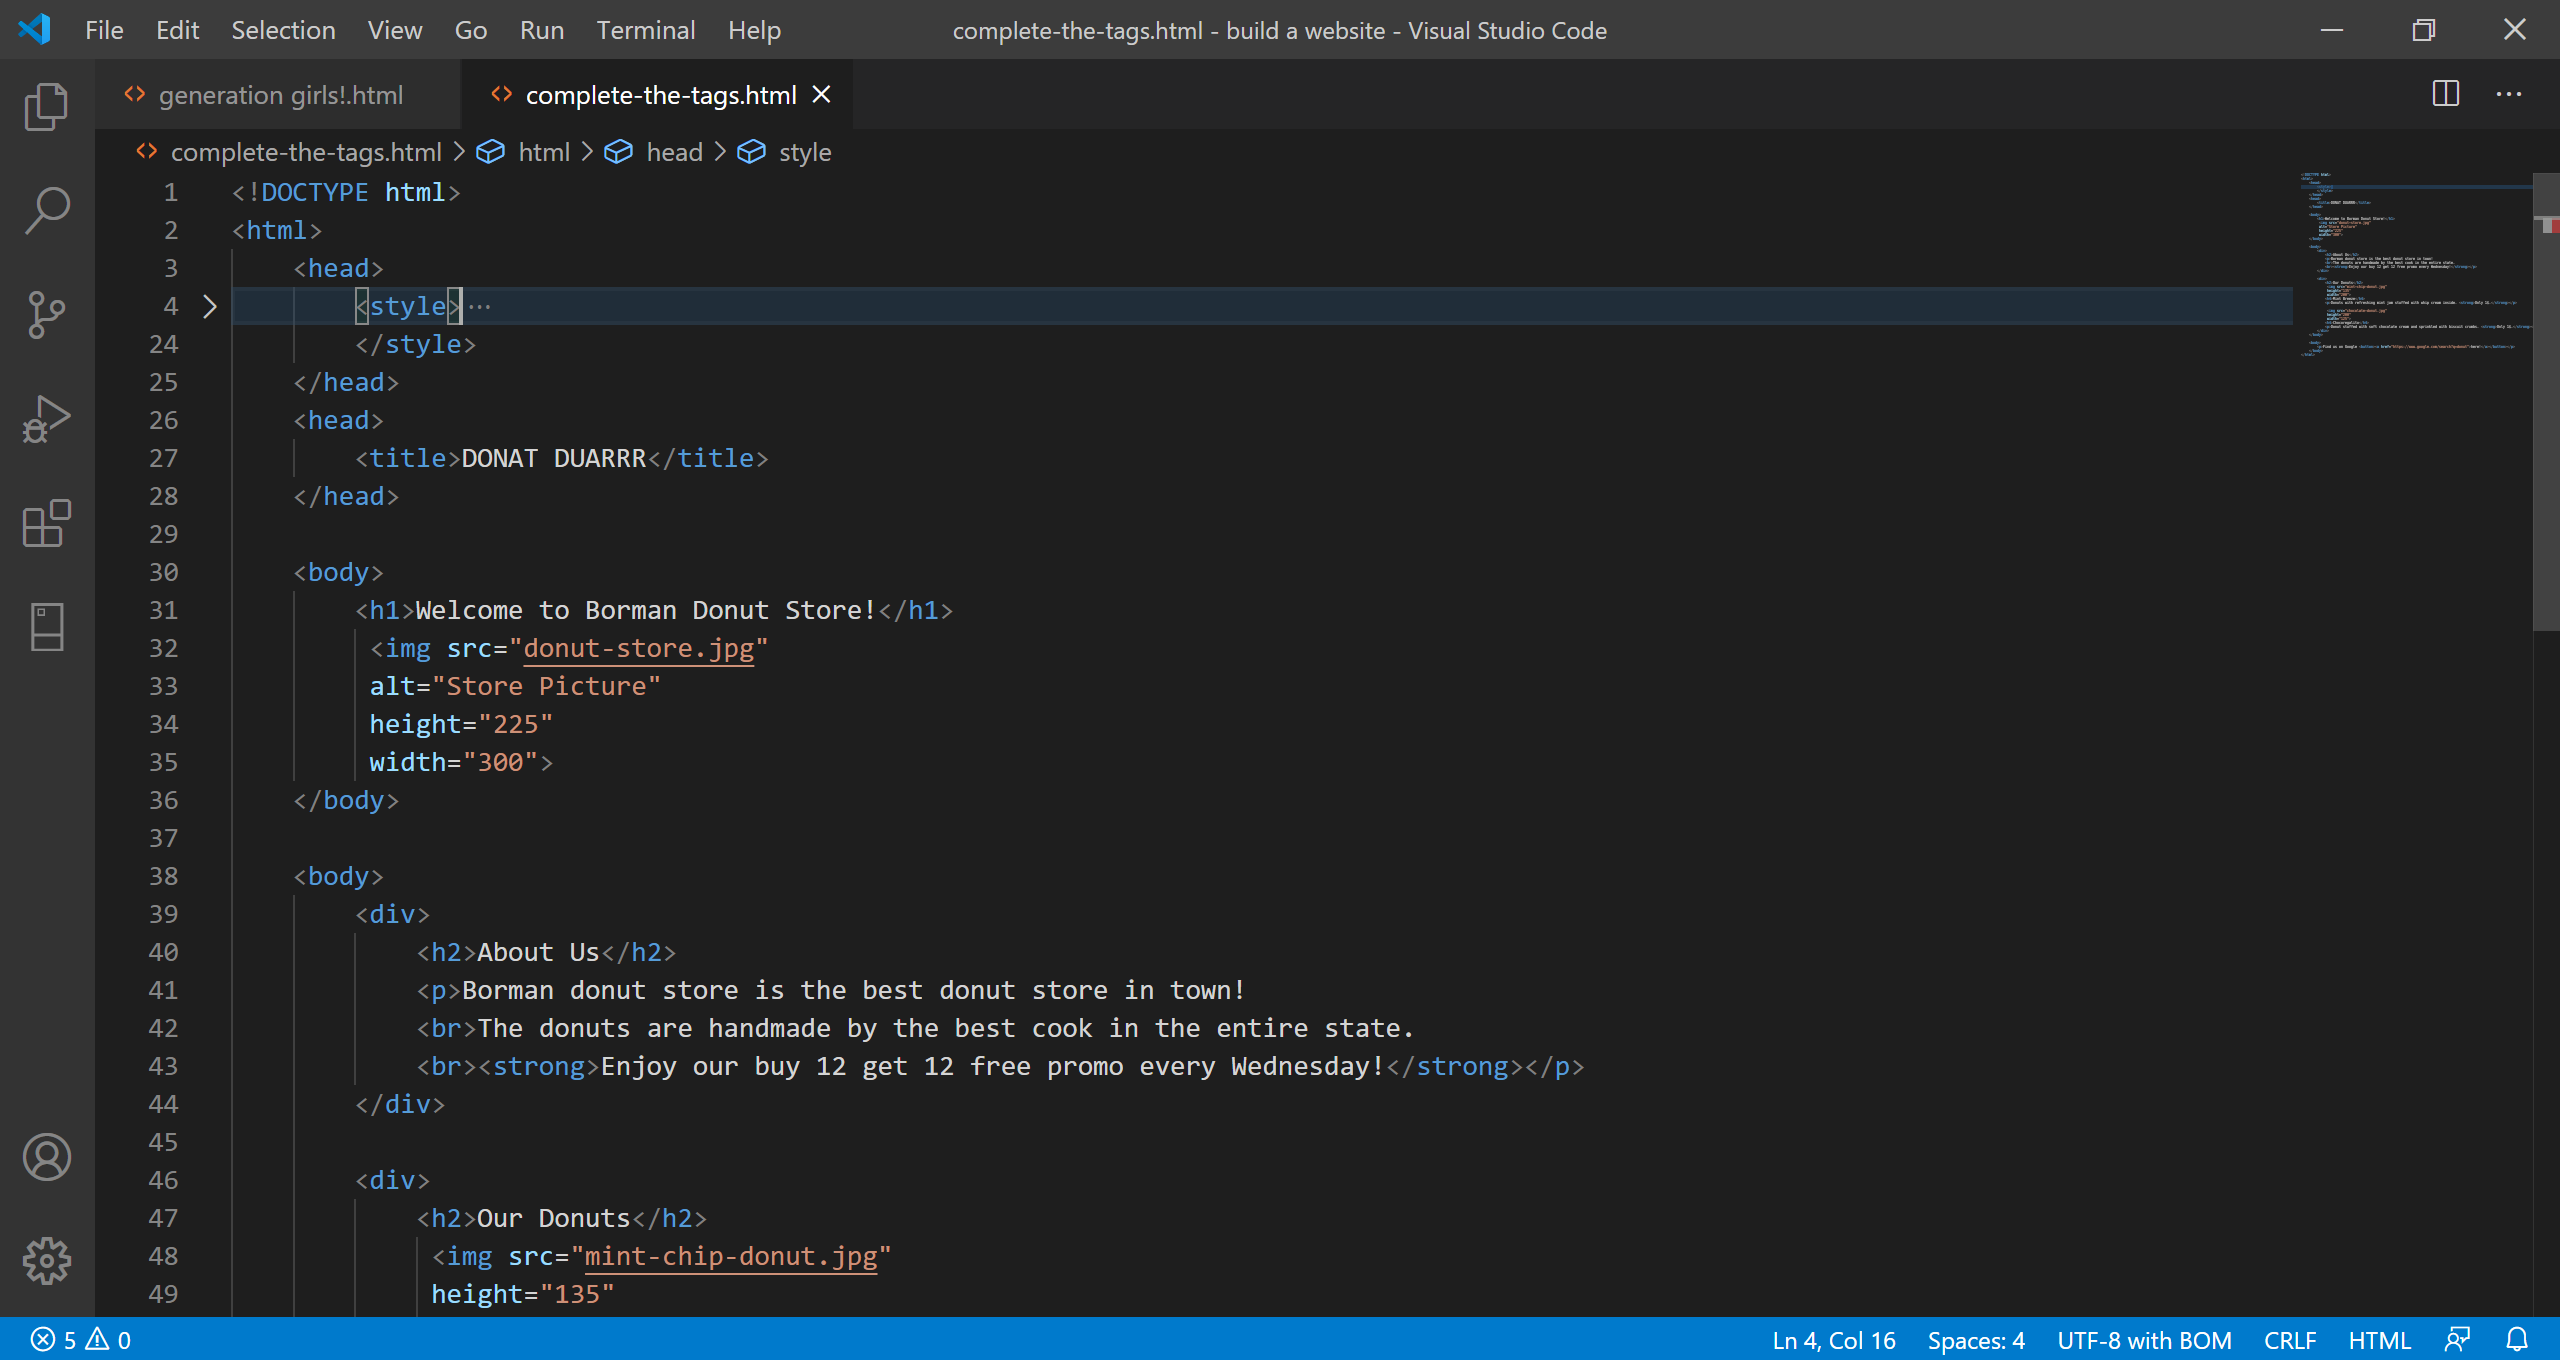 File Edit Selection View Go Run Terminal Help complete-the-tags.html - build a website - Visual Studio Code
generation girls!.html complete-the-tags.html
complete-the-tags.html > html > head > style
1 <!DOCTYPE html>
2 <html>
3 <head>
4 <style>···
24 </style>
25 </head>
26 <head>
27 <title>DONAT DUARRR</title>
28 </head>
29
30 <body>
31 <h1>Welcome to Borman Donut Store!</h1>
32 <img src="donut-store.jpg"
33 alt="Store Picture"
34 height="225"
35 width="300">
36 </body>
37
38 <body>
39 <div>
40 <h2>About Us</h2>
41 <p>Borman donut store is the best donut store in town!
42 <br>The donuts are handmade by the best cook in the entire state.
43 <br><strong>Enjoy our buy 12 get 12 free promo every Wednesday!</strong></p>
44 </div>
45
46 <div>
47 <h2>Our Donuts</h2>
48 <img src="mint-chip-donut.jpg"
49 height="135"
5 0 Ln 4, Col 16 Spaces: 4 UTF-8 with BOM CRLF HTML